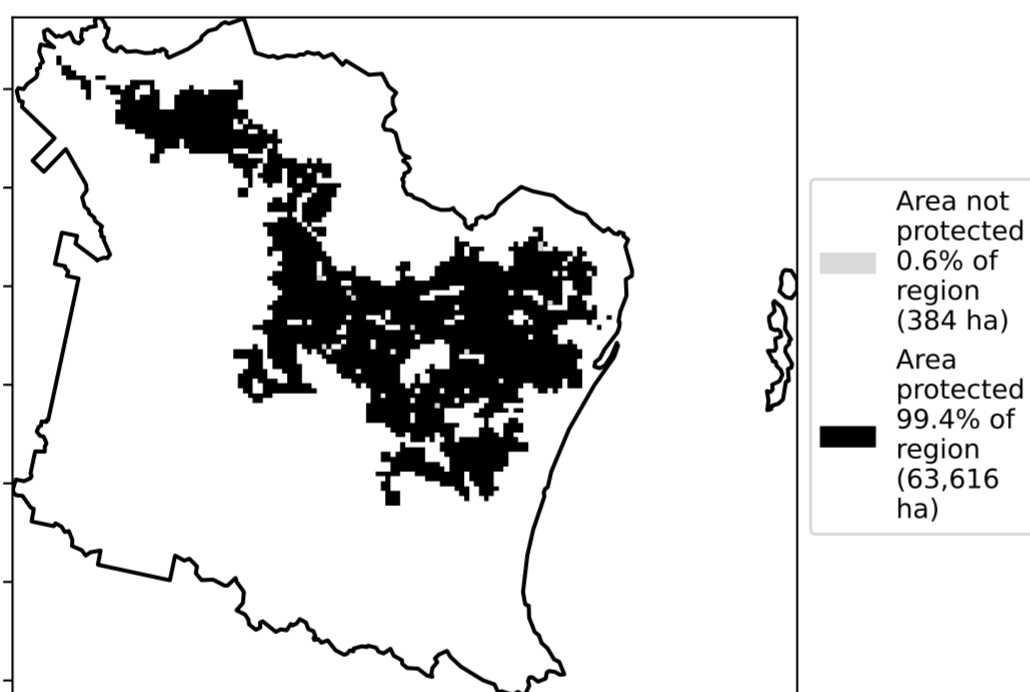 Area not
protected
0.6% of
region
(384 ha)
Area
protected
99.4% of
region
(63,616
ha)